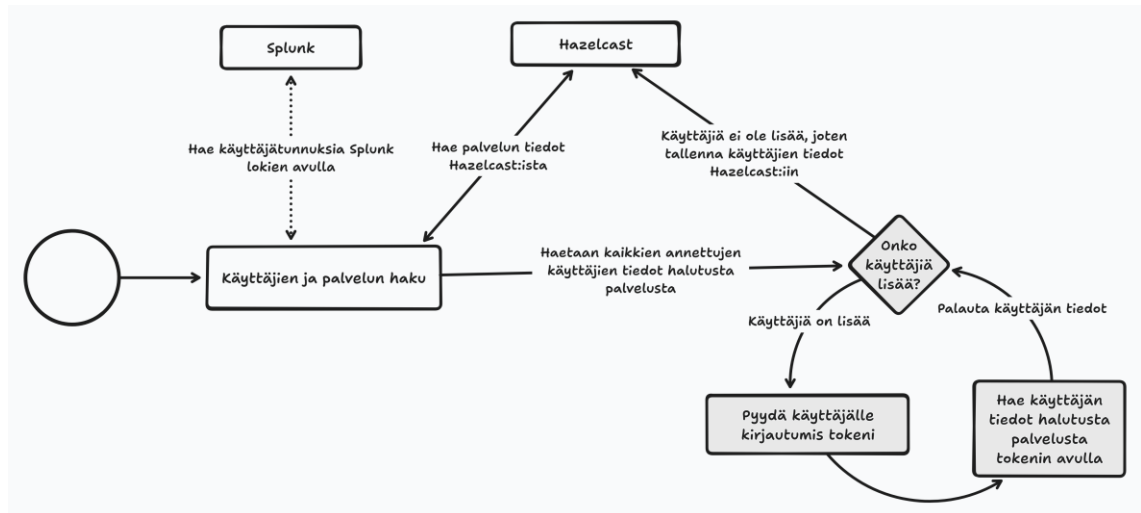 Splunk
Hazelcast
Hae käyttäjätunnuksia Splunk
lokien avulla
Hae palvelun tiedot
Hazelcast:ista
Käyttäjiä ei ole lisää, joten
tallenna käyttäjien tiedot
Hazelcast:iin
Käyttäjien ja palvelun haku
Haetaan kaikkien annettujen
käyttäjien tiedot halutusta
palvelusta
Onko
käyttäjiä
lisää?
Käyttäjiä on lisää
Palauta käyttäjän tiedot
Pyydä käyttäjälle
kirjautumis tokeni
Hae käyttäjän
tiedot halutusta
palvelusta
tokenin avulla